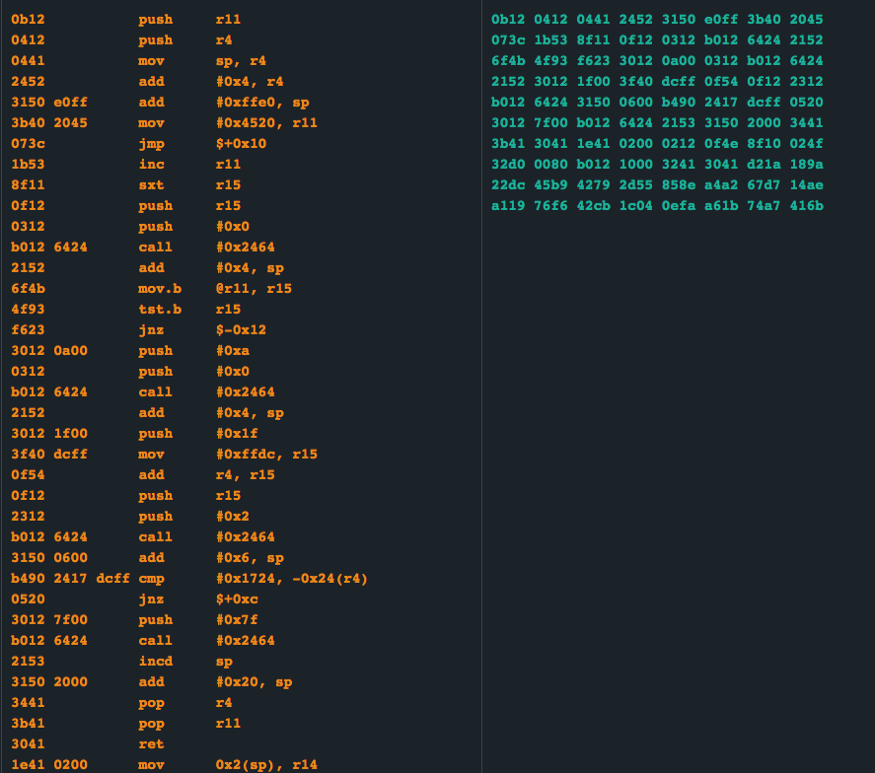 0b12 push r11
0412 push r4
0441 mov sp, r4
2452 add #0x4, r4
3150 e0ff add #0xffe0, sp
3b40 2045 mov #0x4520, r11
073c jmp $+0x10
1b53 inc r11
8f11 sxt r15
0f12 push r15
0312 push #0x0
b012 6424 call #0x2464
2152 add #0x4, sp
6f4b mov.b @r11, r15
4f93 tst.b r15
f623 jnz $-0x12
3012 0a00 push #0xa
0312 push #0x0
b012 6424 call #0x2464
2152 add #0x4, sp
3012 1f00 push #0x1f
3f40 dcff mov #0xffdc, r15
0f54 add r4, r15
0f12 push r15
2312 push #0x2
b012 6424 call #0x2464
3150 0600 add #0x6, sp
b490 2417 dcff cmp #0x1724, -0x24(r4)
0520 jnz $+0xc
3012 7f00 push #0x7f
b012 6424 call #0x2464
2153 incd sp
3150 2000 add #0x20, sp
3441 pop r4
3b41 pop r11
3041 ret
1e41 0200 mov 0x2(sp), r14
0b12 0412 0441 2452 3150 e0ff 3b40 2045
073c 1b53 8f11 0f12 0312 b012 6424 2152
6f4b 4f93 f623 3012 0a00 0312 b012 6424
2152 3012 1f00 3f40 dcff 0f54 0f12 2312
b012 6424 3150 0600 b490 2417 dcff 0520
3012 7f00 b012 6424 2153 3150 2000 3441
3b41 3041 1e41 0200 0212 0f4e 8f10 024f
32d0 0080 b012 1000 3241 3041 d21a 189a
22dc 45b9 4279 2d55 858e a4a2 67d7 14ae
a119 76f6 42cb 1c04 0efa a61b 74a7 416b